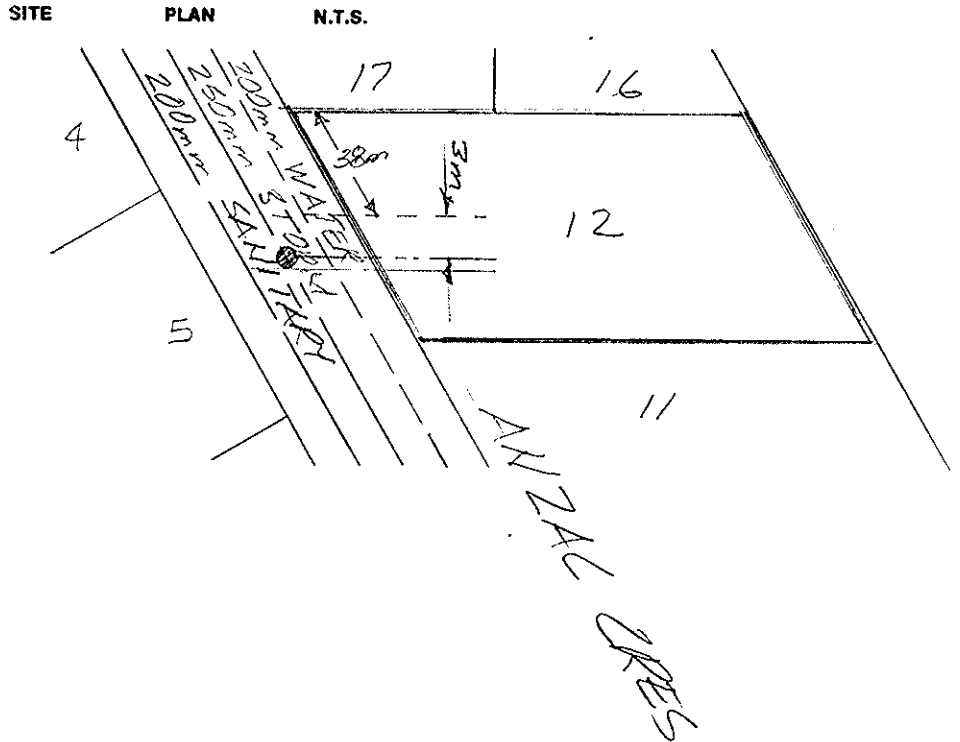 SITE PLAN N.T.S.
17
16
4
200mm WATER
250mm STORM
200mm SANITARY
38m
3m
12
5
11
ANZAC CRES